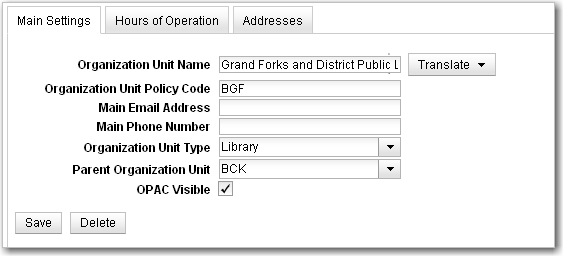 Main Settings Hours of Operation Addresses
Organization Unit Name Grand Forks and District Public L Translate
Organization Unit Policy Code BGF
Main Email Address
Main Phone Number
Organization Unit Type Library
Parent Organization Unit BCK
OPAC Visible
Save Delete